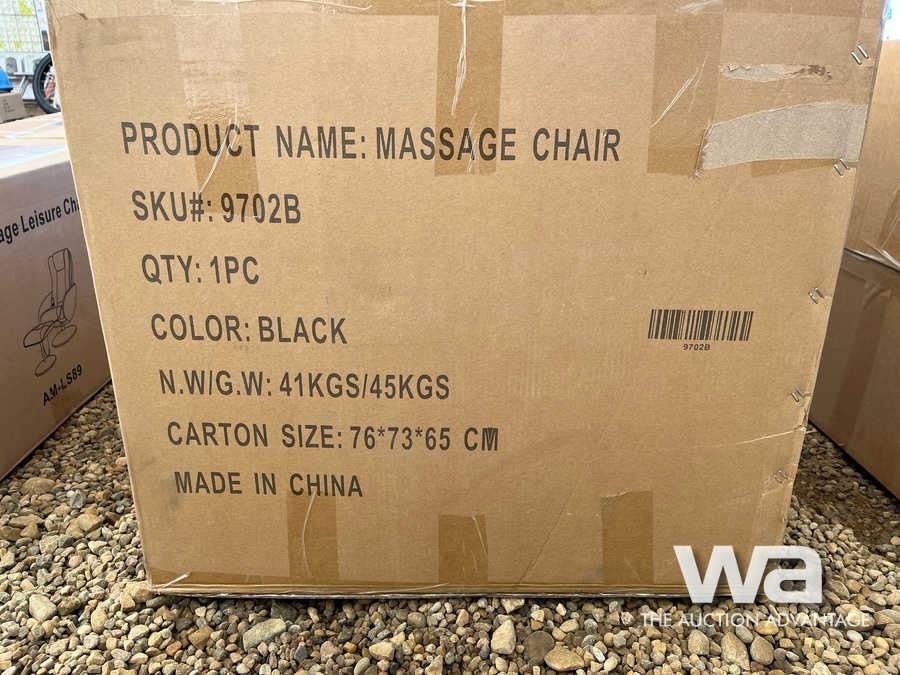 PRODUCT NAME: MASSAGE CHAIR
SKU#: 9702B
QTY: 1PC
COLOR: BLACK
N.W/G.W: 41KGS/45KGS
CARTON SIZE: 76*73*65 CM
MADE IN CHINA
9702B
Leisure
AM-LS89
wa
THE AUCTION ADVANTAGE